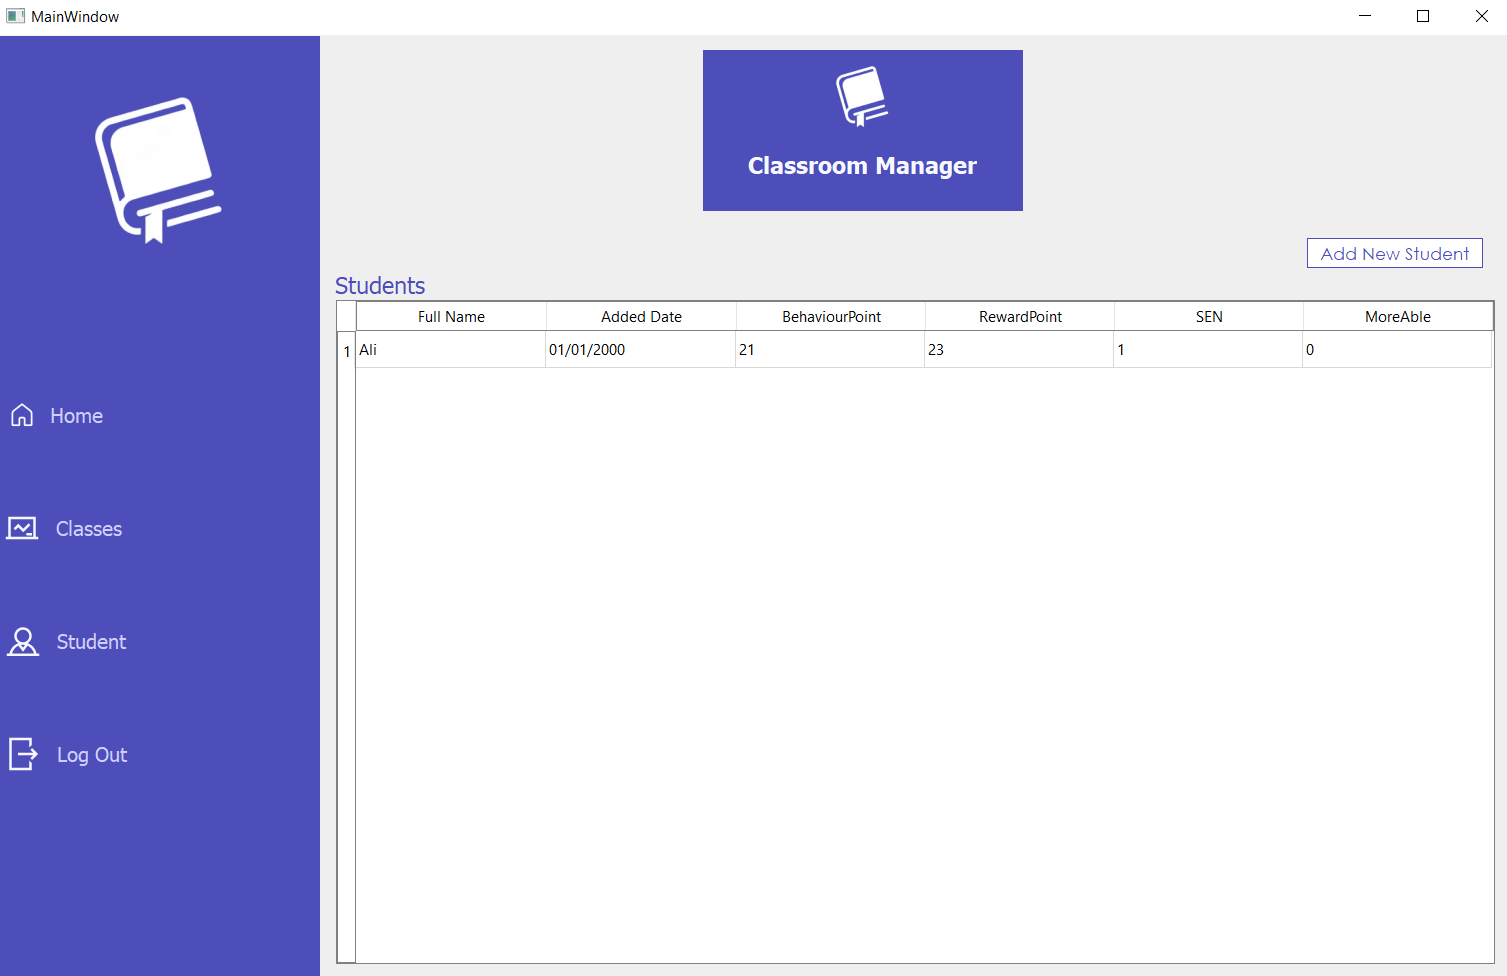 MainWindow
Classroom Manager
Add New Student
Students
Full Name Added Date BehaviourPoint RewardPoint SEN MoreAble
1 Ali 01/01/2000 21 23 1 0
Home
Classes
Student
Log Out